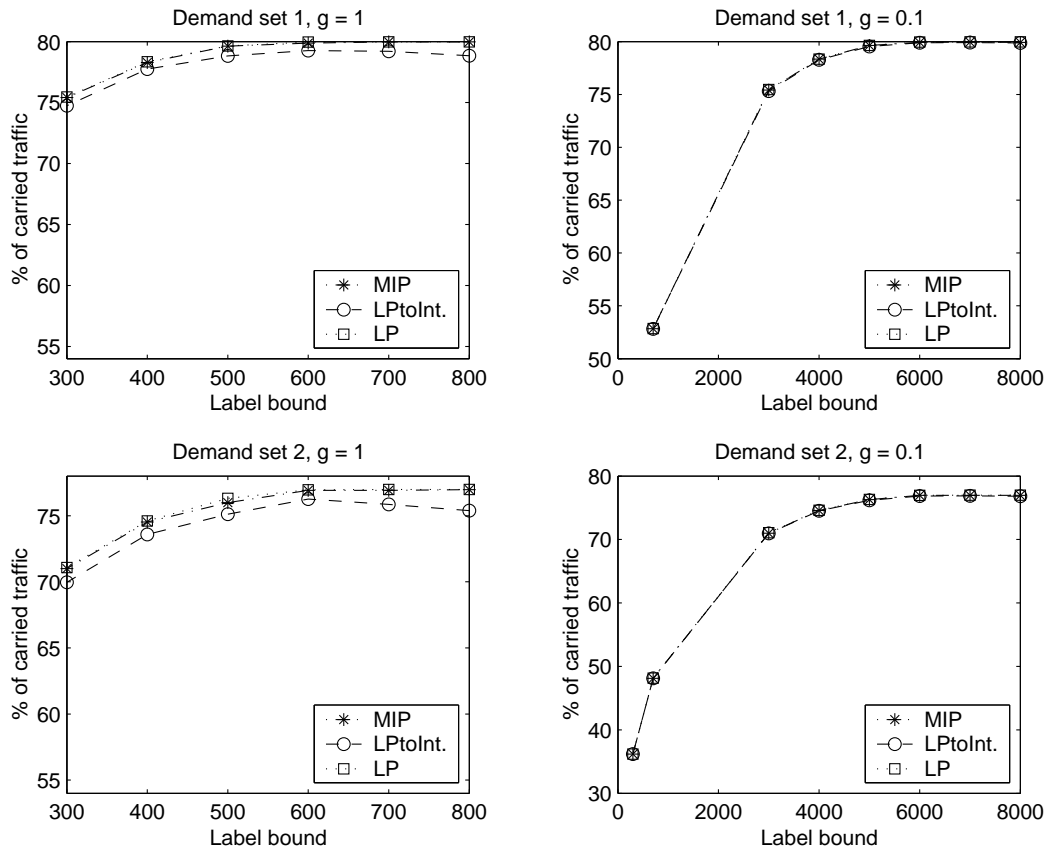 Demand set 1, g = 1
80
75
70
65
60
55
% of carried traffic
MIP
LPtoInt.
LP
300 400 500 600 700 800
Label bound
Demand set 1, g = 0.1
80
75
70
65
60
55
50
% of carried traffic
MIP
LPtoInt.
LP
0 2000 4000 6000 8000
Label bound
Demand set 2, g = 1
75
70
65
60
55
% of carried traffic
MIP
LPtoInt.
LP
300 400 500 600 700 800
Label bound
Demand set 2, g = 0.1
80
70
60
50
40
30
% of carried traffic
MIP
LPtoInt.
LP
0 2000 4000 6000 8000
Label bound